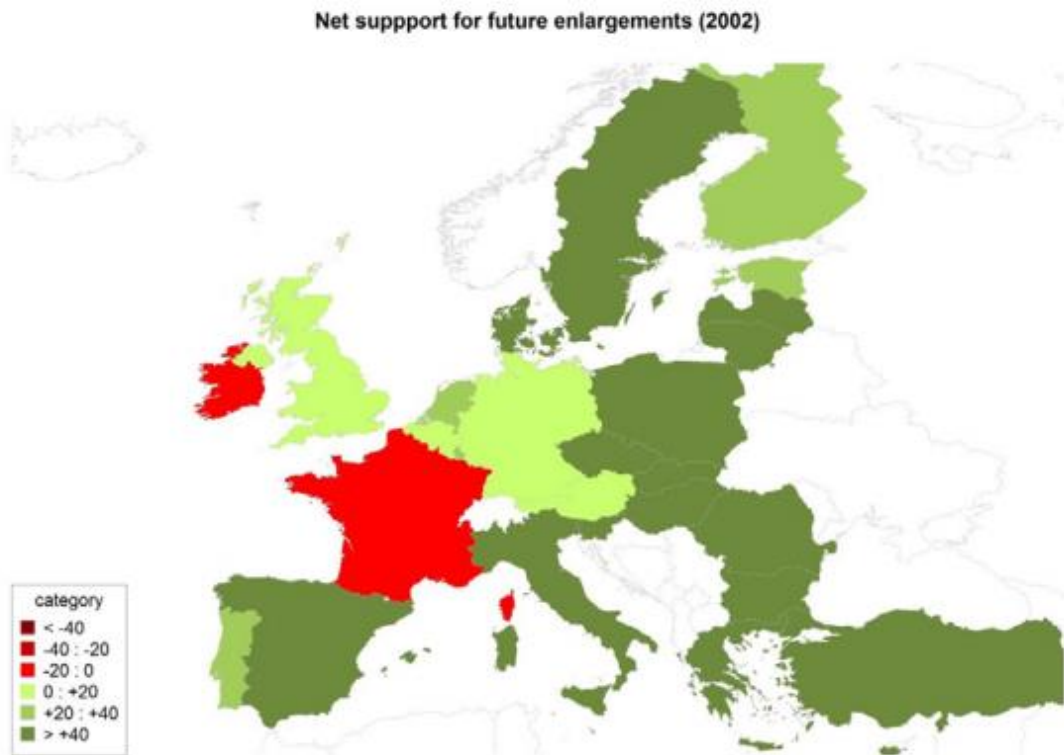 Net suppport for future enlargements (2002)
category
< -40
-40 : -20
-20 : 0
0 : +20
+20 : +40
> +40